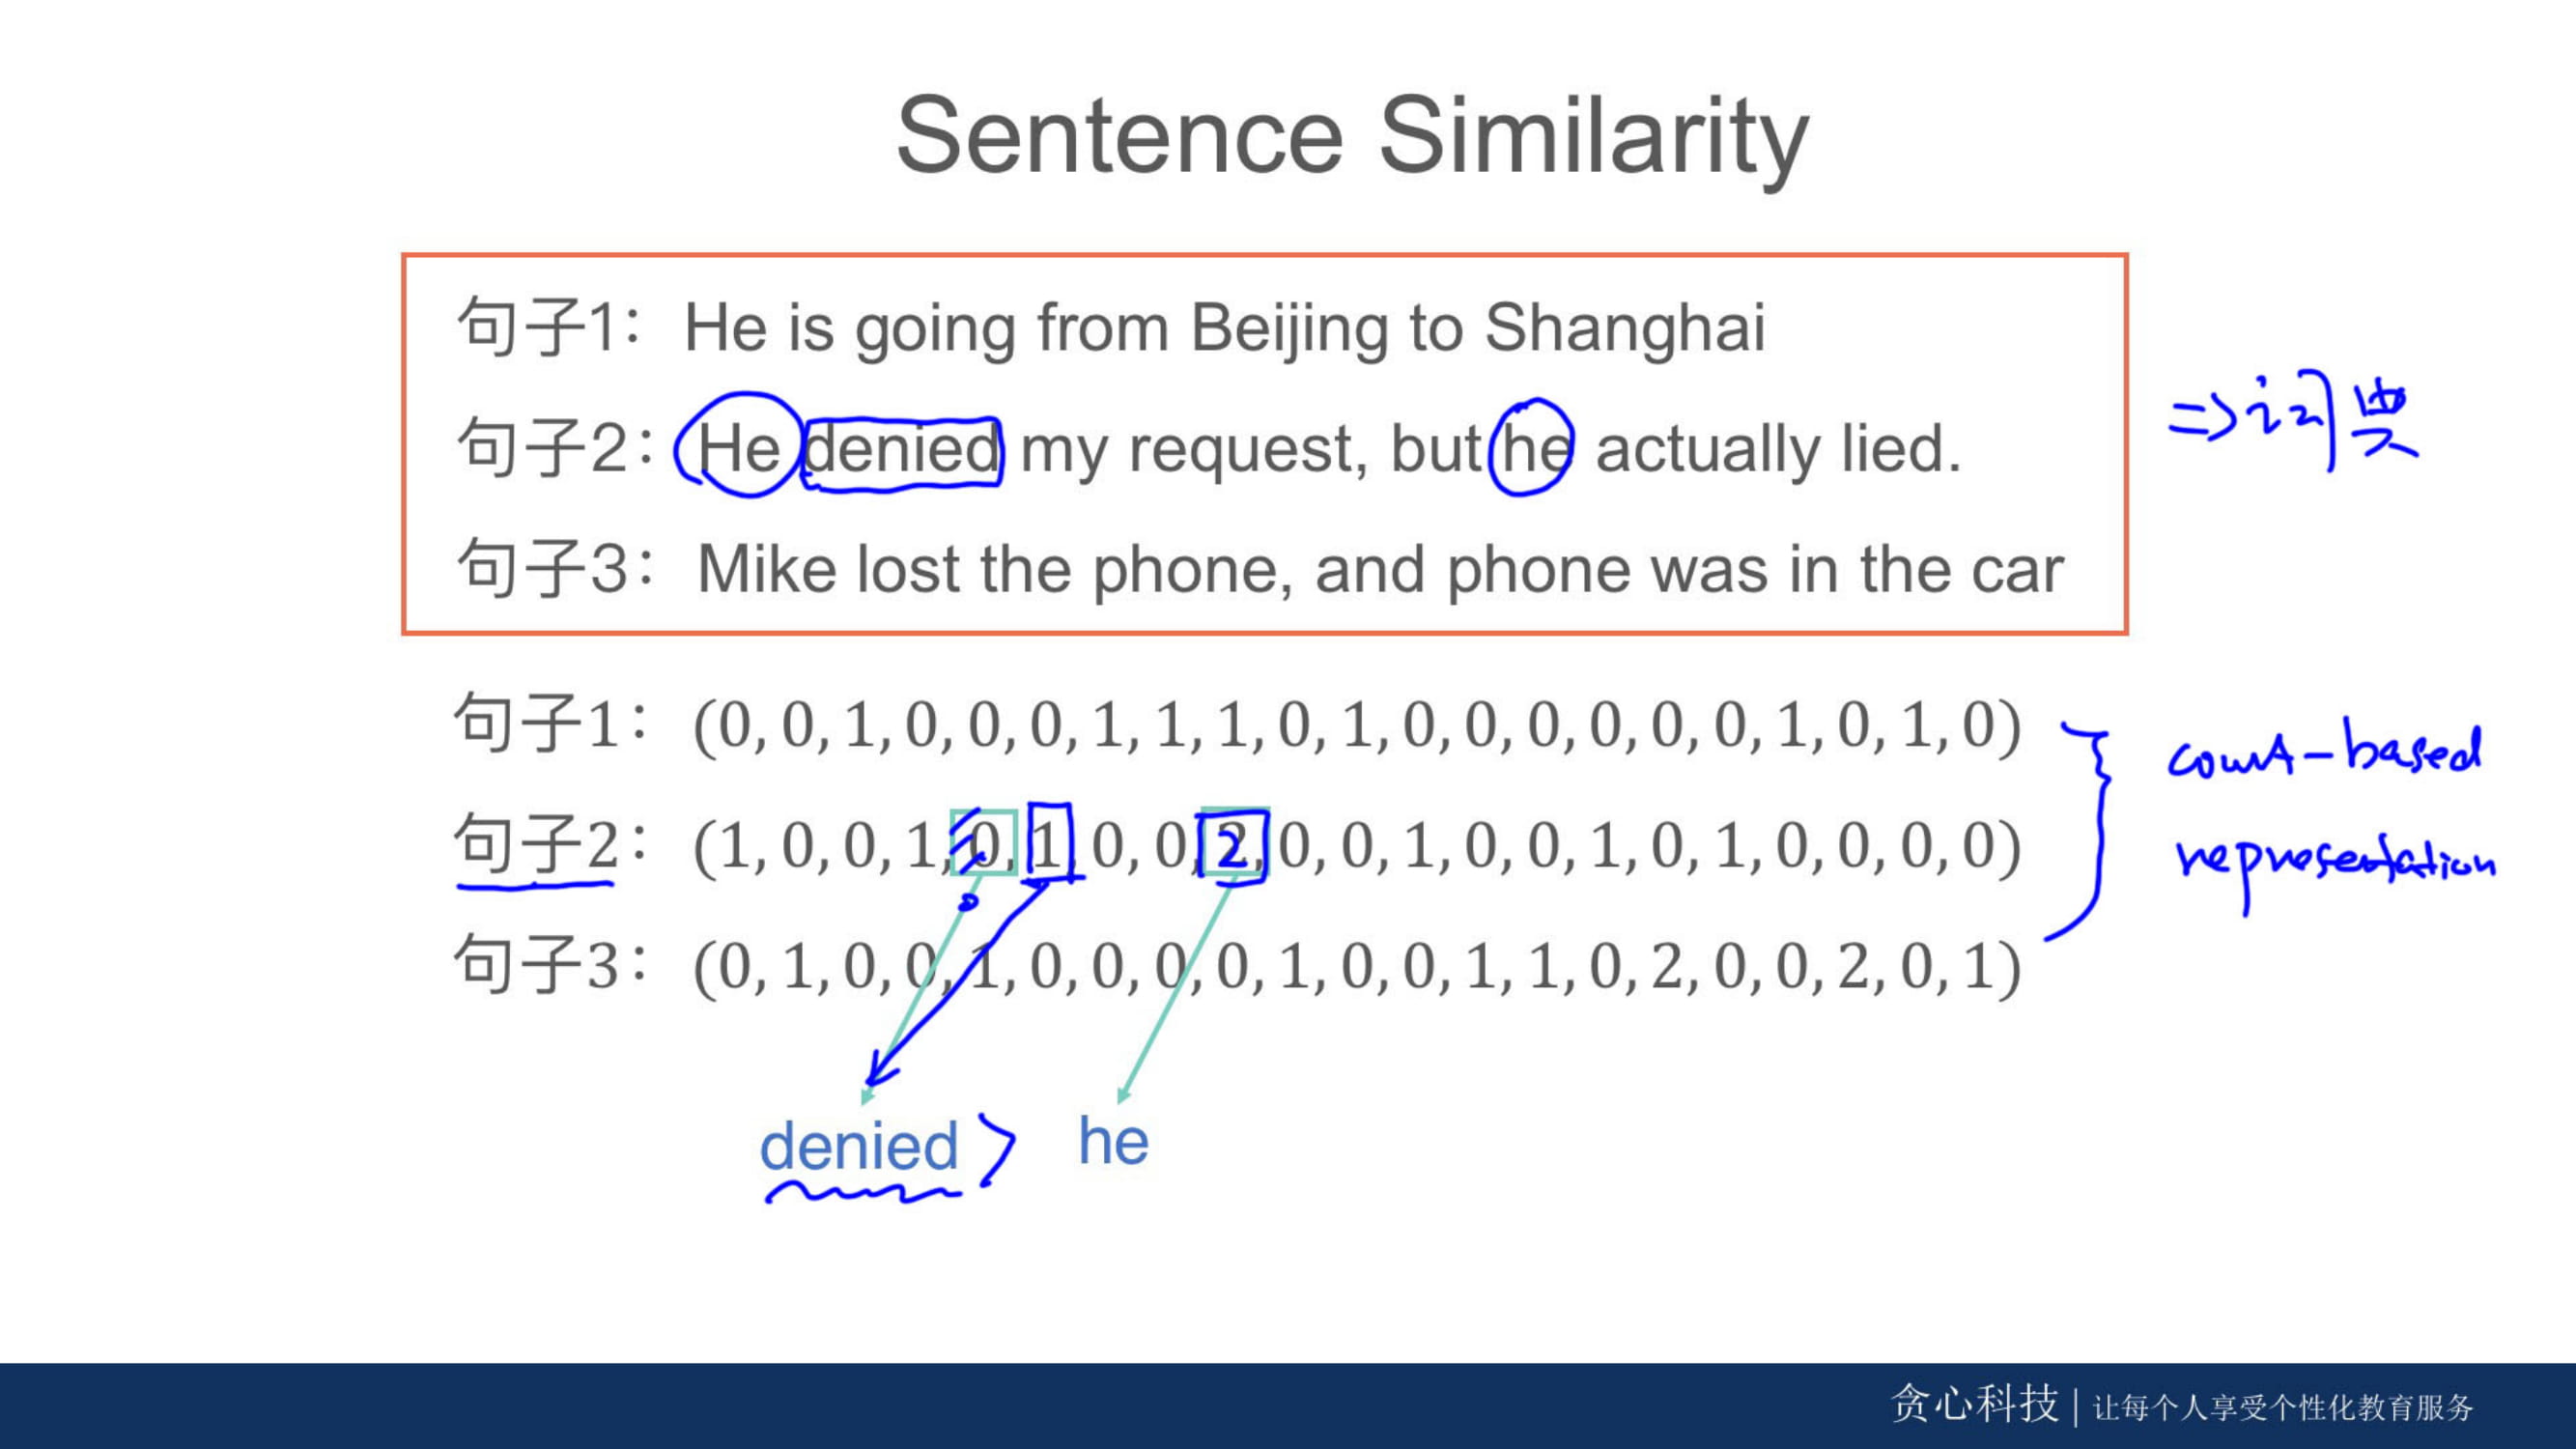 Sentence Similarity
句子1: He is going from Beijing to Shanghai
句子2: He denied my request, but he actually lied.
=>词典
句子3: Mike lost the phone, and phone was in the car
句子1: (0, 0, 1, 0, 0, 0, 1, 1, 1, 0, 1, 0, 0, 0, 0, 0, 0, 1, 0, 1, 0)
count-based
句子2: (1, 0, 0, 1, 0, 1, 0, 0, 2, 0, 0, 1, 0, 0, 1, 0, 1, 0, 0, 0, 0)
representation
句子3: (0, 1, 0, 0, 1, 0, 0, 0, 0, 1, 0, 0, 1, 1, 0, 2, 0, 0, 2, 0, 1)
denied > he
贪心科技 | 让每个人享受个性化教育服务